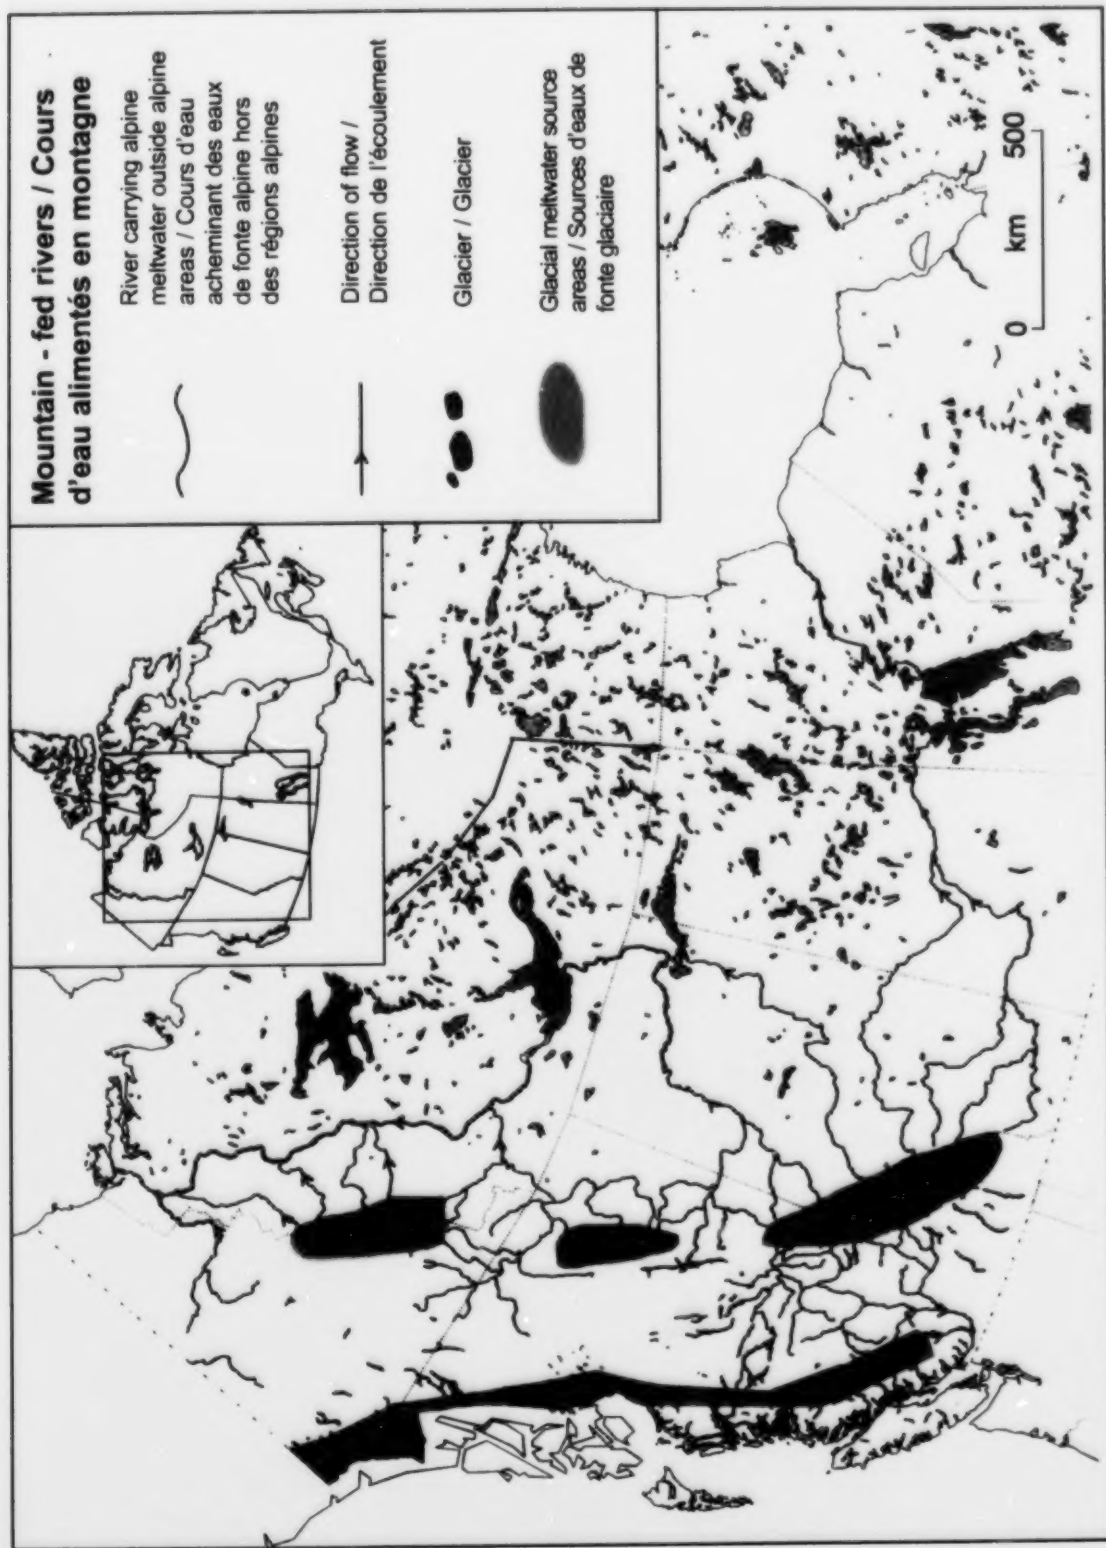 Mountain - fed rivers / Cours
d'eau alimentés en montagne
River carrying alpine
meltwater outside alpine
areas / Cours d'eau
acheminant des eaux
de fonte alpine hors
des régions alpines
Direction of flow /
Direction de l'écoulement
Glacier / Glacier
Glacial meltwater source
areas / Sources d'eaux de
fonte glaciaire
0 km 500